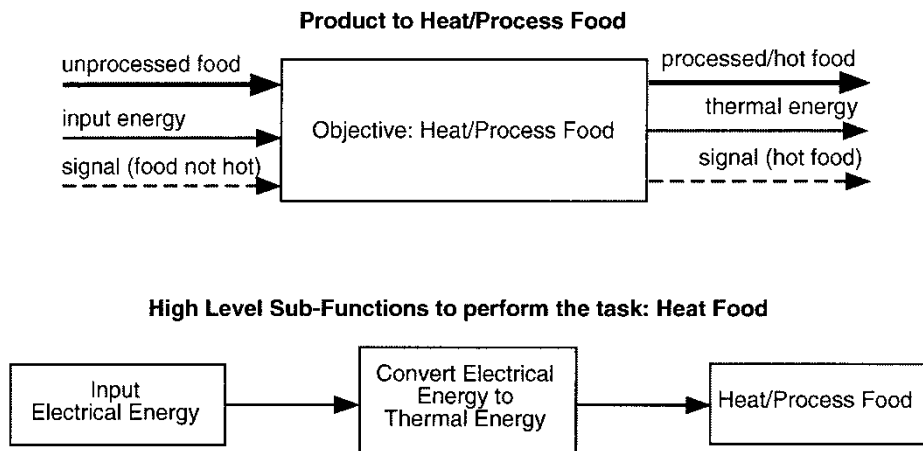 Product to Heat/Process Food
unprocessed food
processed/hot food
input energy
Objective: Heat/Process Food
thermal energy
signal (food not hot)
signal (hot food)
High Level Sub-Functions to perform the task: Heat Food
Input
Electrical Energy
Convert Electrical
Energy to
Thermal Energy
Heat/Process Food